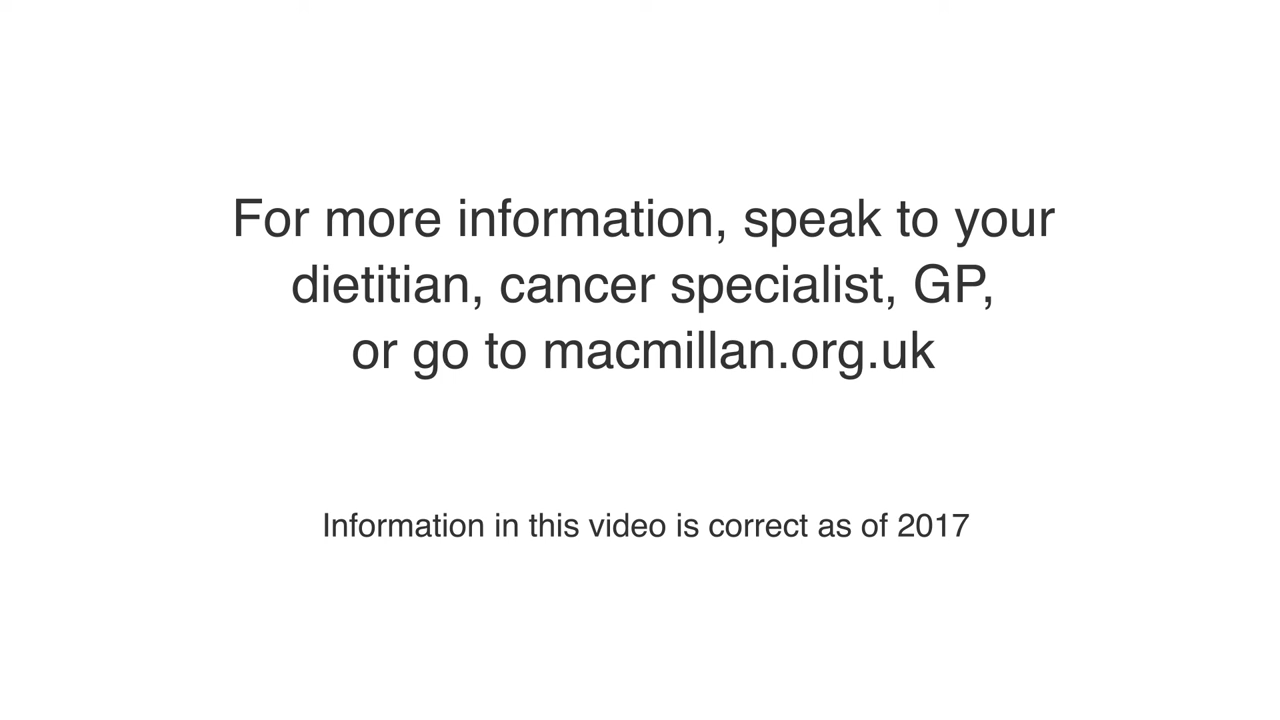 For more information, speak to your
dietitian, cancer specialist, GP,
or go to macmillan.org.uk
Information in this video is correct as of 2017